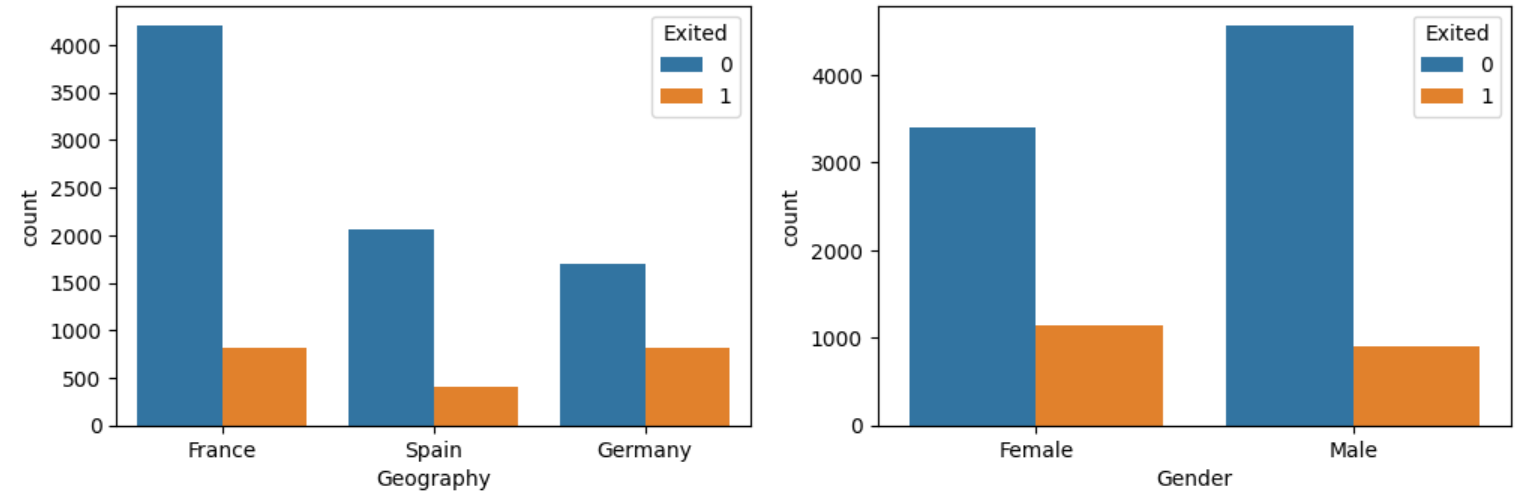 4000
3500
3000
2500
2000
1500
1000
500
0
count
France Spain Germany
Geography
Exited
0
1
4000
3000
2000
1000
0
count
Female Male
Gender
Exited
0
1